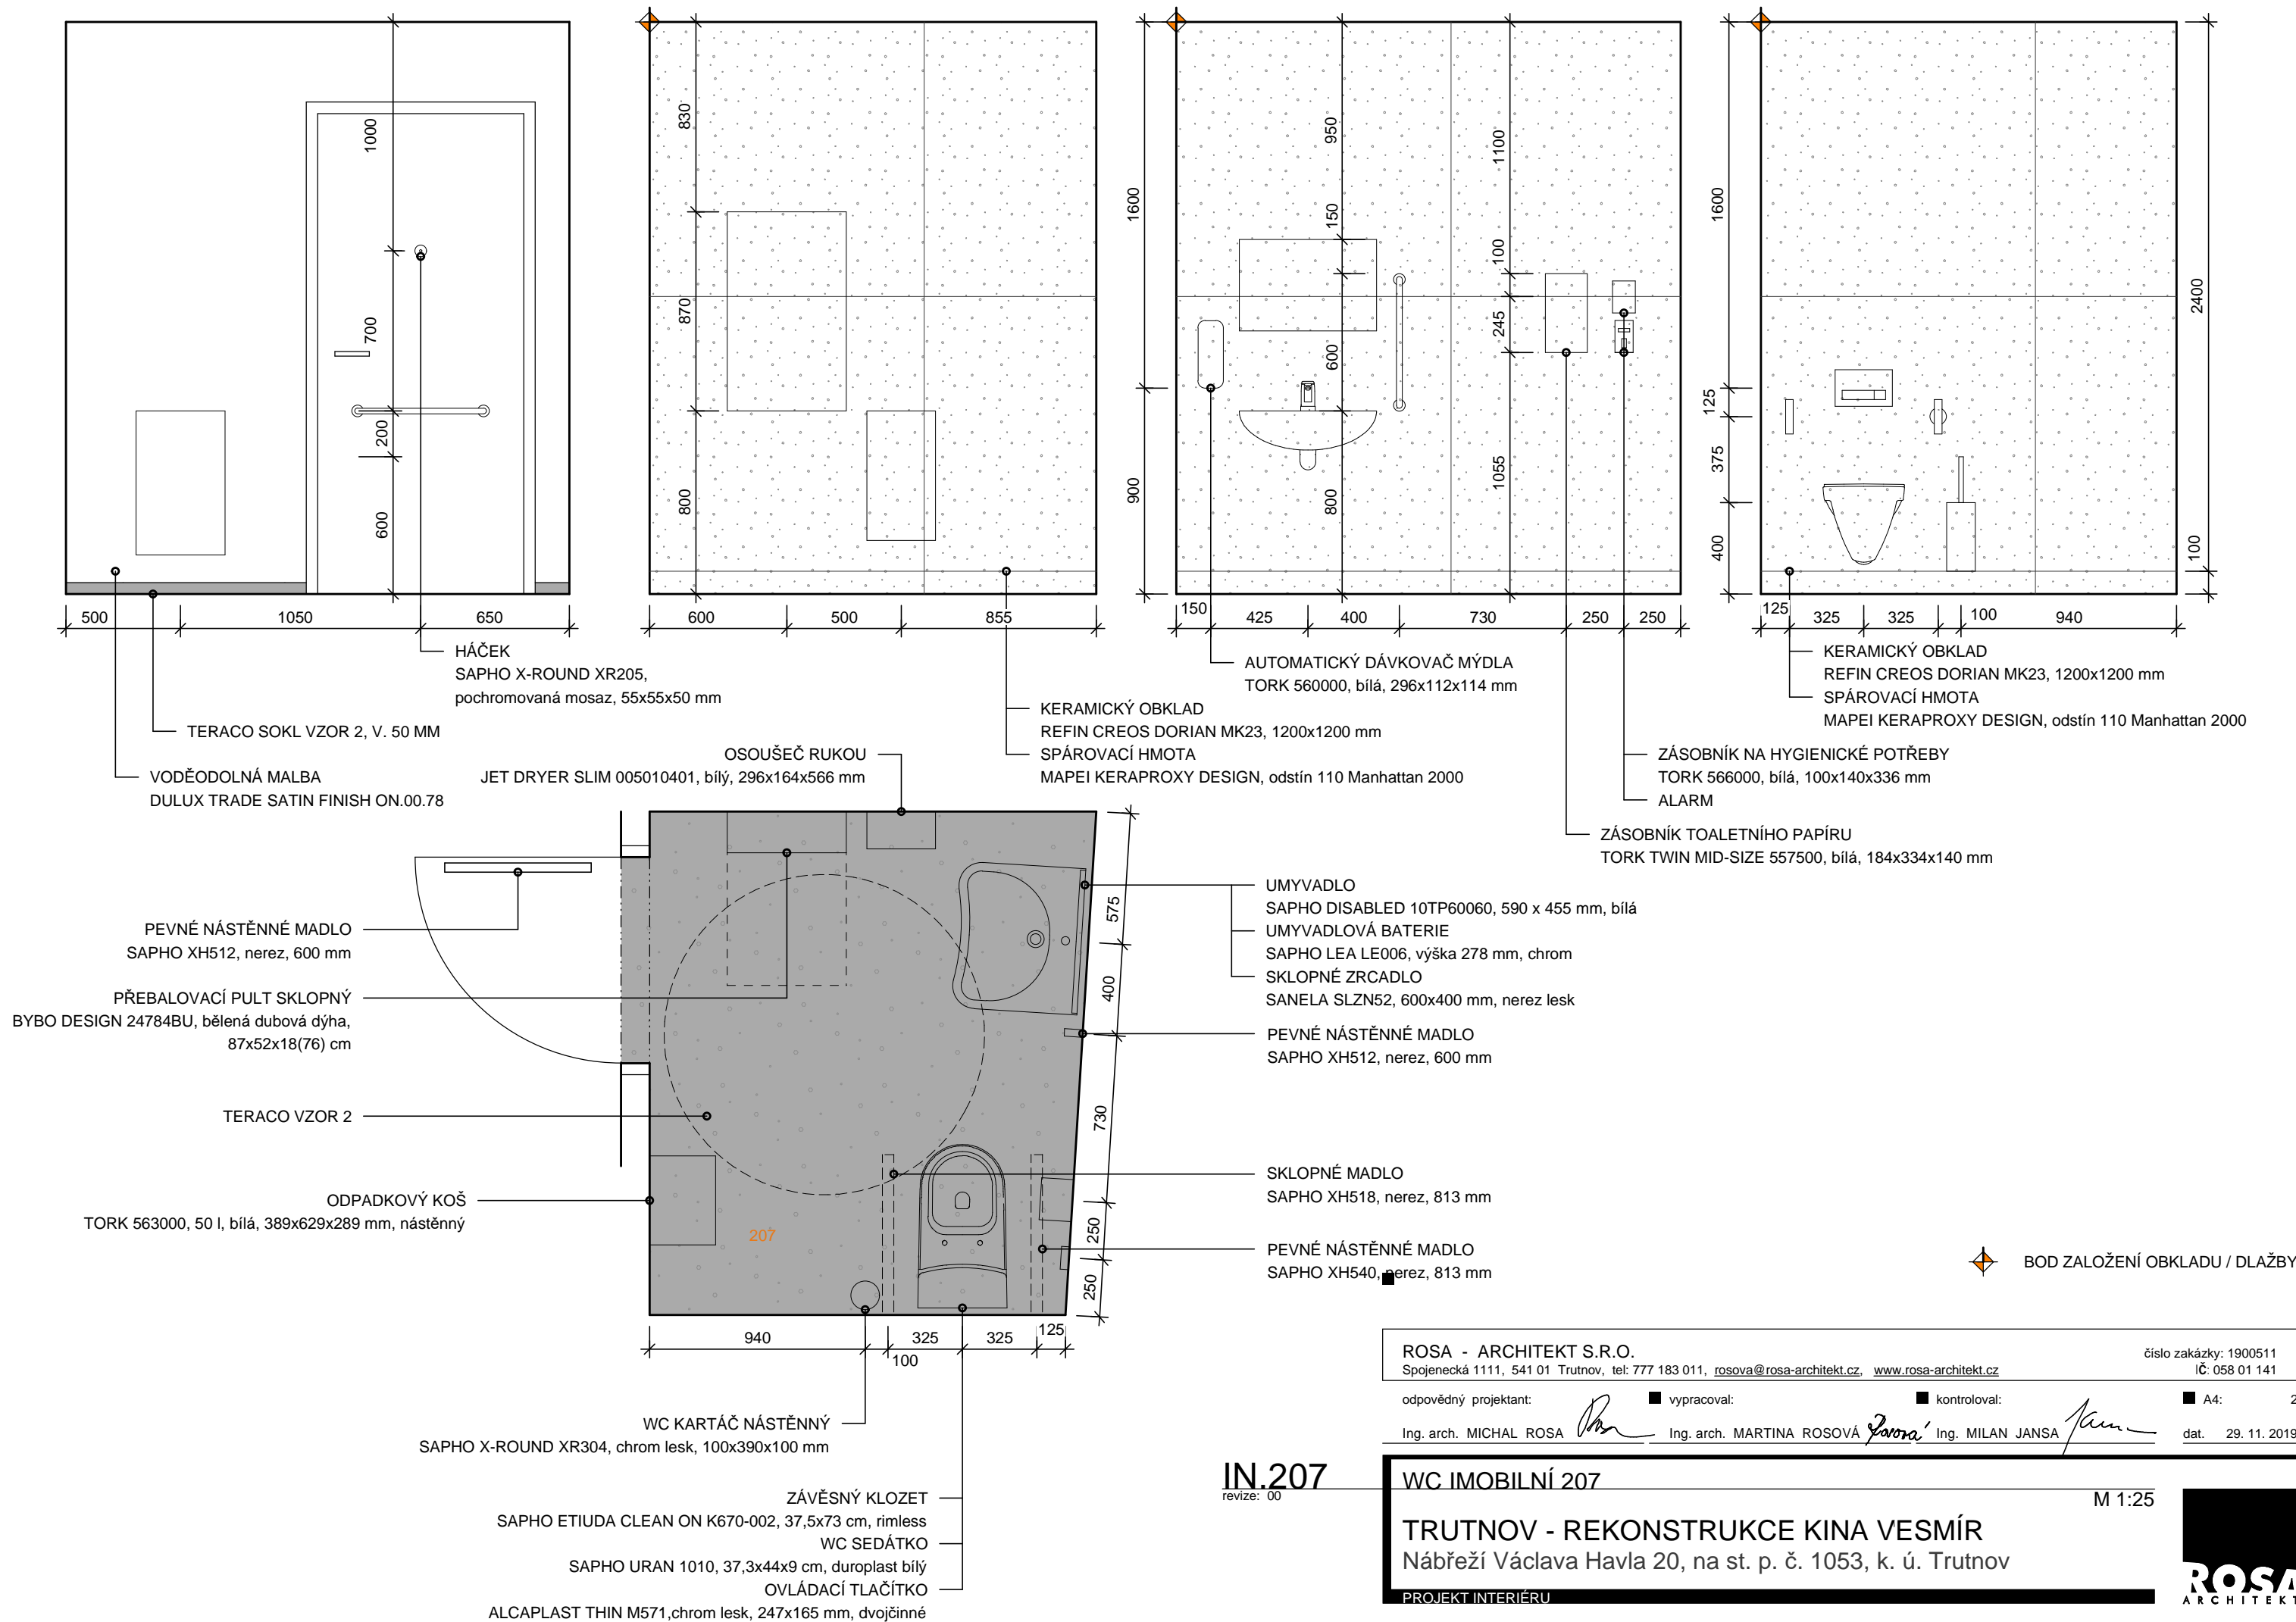 1000
700
200
600
500
1050
650
830
870
800
600
500
855
1600
900
950
150
600
800
1100
100
245
1055
150
425
400
730
250
250
1600
125
375
400
2400
100
125
325
325
100
940
HÁČEK
SAPHO X-ROUND XR205,
pochromovaná mosaz, 55x55x50 mm
TERACO SOKL VZOR 2, V. 50 MM
VODĚODOLNÁ MALBA
DULUX TRADE SATIN FINISH ON.00.78
OSOUŠEČ RUKOU
JET DRYER SLIM 005010401, bílý, 296x164x566 mm
KERAMICKÝ OBKLAD
REFIN CREOS DORIAN MK23, 1200x1200 mm
SPÁROVACÍ HMOTA
MAPEI KERAPROXY DESIGN, odstín 110 Manhattan 2000
AUTOMATICKÝ DÁVKOVAČ MÝDLA
TORK 560000, bílá, 296x112x114 mm
KERAMICKÝ OBKLAD
REFIN CREOS DORIAN MK23, 1200x1200 mm
SPÁROVACÍ HMOTA
MAPEI KERAPROXY DESIGN, odstín 110 Manhattan 2000
ZÁSOBNÍK NA HYGIENICKÉ POTŘEBY
TORK 566000, bílá, 100x140x336 mm
ALARM
ZÁSOBNÍK TOALETNÍHO PAPÍRU
TORK TWIN MID-SIZE 557500, bílá, 184x334x140 mm
PEVNÉ NÁSTĚNNÉ MADLO
SAPHO XH512, nerez, 600 mm
PŘEBALOVACÍ PULT SKLOPNÝ
BYBO DESIGN 24784BU, bělená dubová dýha,
87x52x18(76) cm
TERACO VZOR 2
ODPADKOVÝ KOŠ
TORK 563000, 50 l, bílá, 389x629x289 mm, nástěnný
207
575
400
730
250
250
940
100
325
325
125
UMYVADLO
SAPHO DISABLED 10TP60060, 590 x 455 mm, bílá
UMYVADLOVÁ BATERIE
SAPHO LEA LE006, výška 278 mm, chrom
SKLOPNÉ ZRCADLO
SANELA SLZN52, 600x400 mm, nerez lesk
PEVNÉ NÁSTĚNNÉ MADLO
SAPHO XH512, nerez, 600 mm
SKLOPNÉ MADLO
SAPHO XH518, nerez, 813 mm
PEVNÉ NÁSTĚNNÉ MADLO
SAPHO XH540, nerez, 813 mm
WC KARTÁČ NÁSTĚNNÝ
SAPHO X-ROUND XR304, chrom lesk, 100x390x100 mm
ZÁVĚSNÝ KLOZET
SAPHO ETIUDA CLEAN ON K670-002, 37,5x73 cm, rimless
WC SEDÁTKO
SAPHO URAN 1010, 37,3x44x9 cm, duroplast bílý
OVLÁDACÍ TLAČÍTKO
ALCAPLAST THIN M571,chrom lesk, 247x165 mm, dvojčinné
BOD ZALOŽENÍ OBKLADU / DLAŽBY
ROSA - ARCHITEKT S.R.O.
číslo zakázky: 1900511
Spojenecká 1111, 541 01 Trutnov, tel: 777 183 011, rosova@rosa-architekt.cz, www.rosa-architekt.cz
IČ: 058 01 141
odpovědný projektant: vypracoval: kontroloval: A4: 2
Ing. arch. MICHAL ROSA Ing. arch. MARTINA ROSOVÁ Ing. MILAN JANSA dat. 29. 11. 2019
IN.207
revize: 00
WC IMOBILNÍ 207
M 1:25
TRUTNOV - REKONSTRUKCE KINA VESMÍR
Nábřeží Václava Havla 20, na st. p. č. 1053, k. ú. Trutnov
PROJEKT INTERIÉRU
ROSA
ARCHITEKT